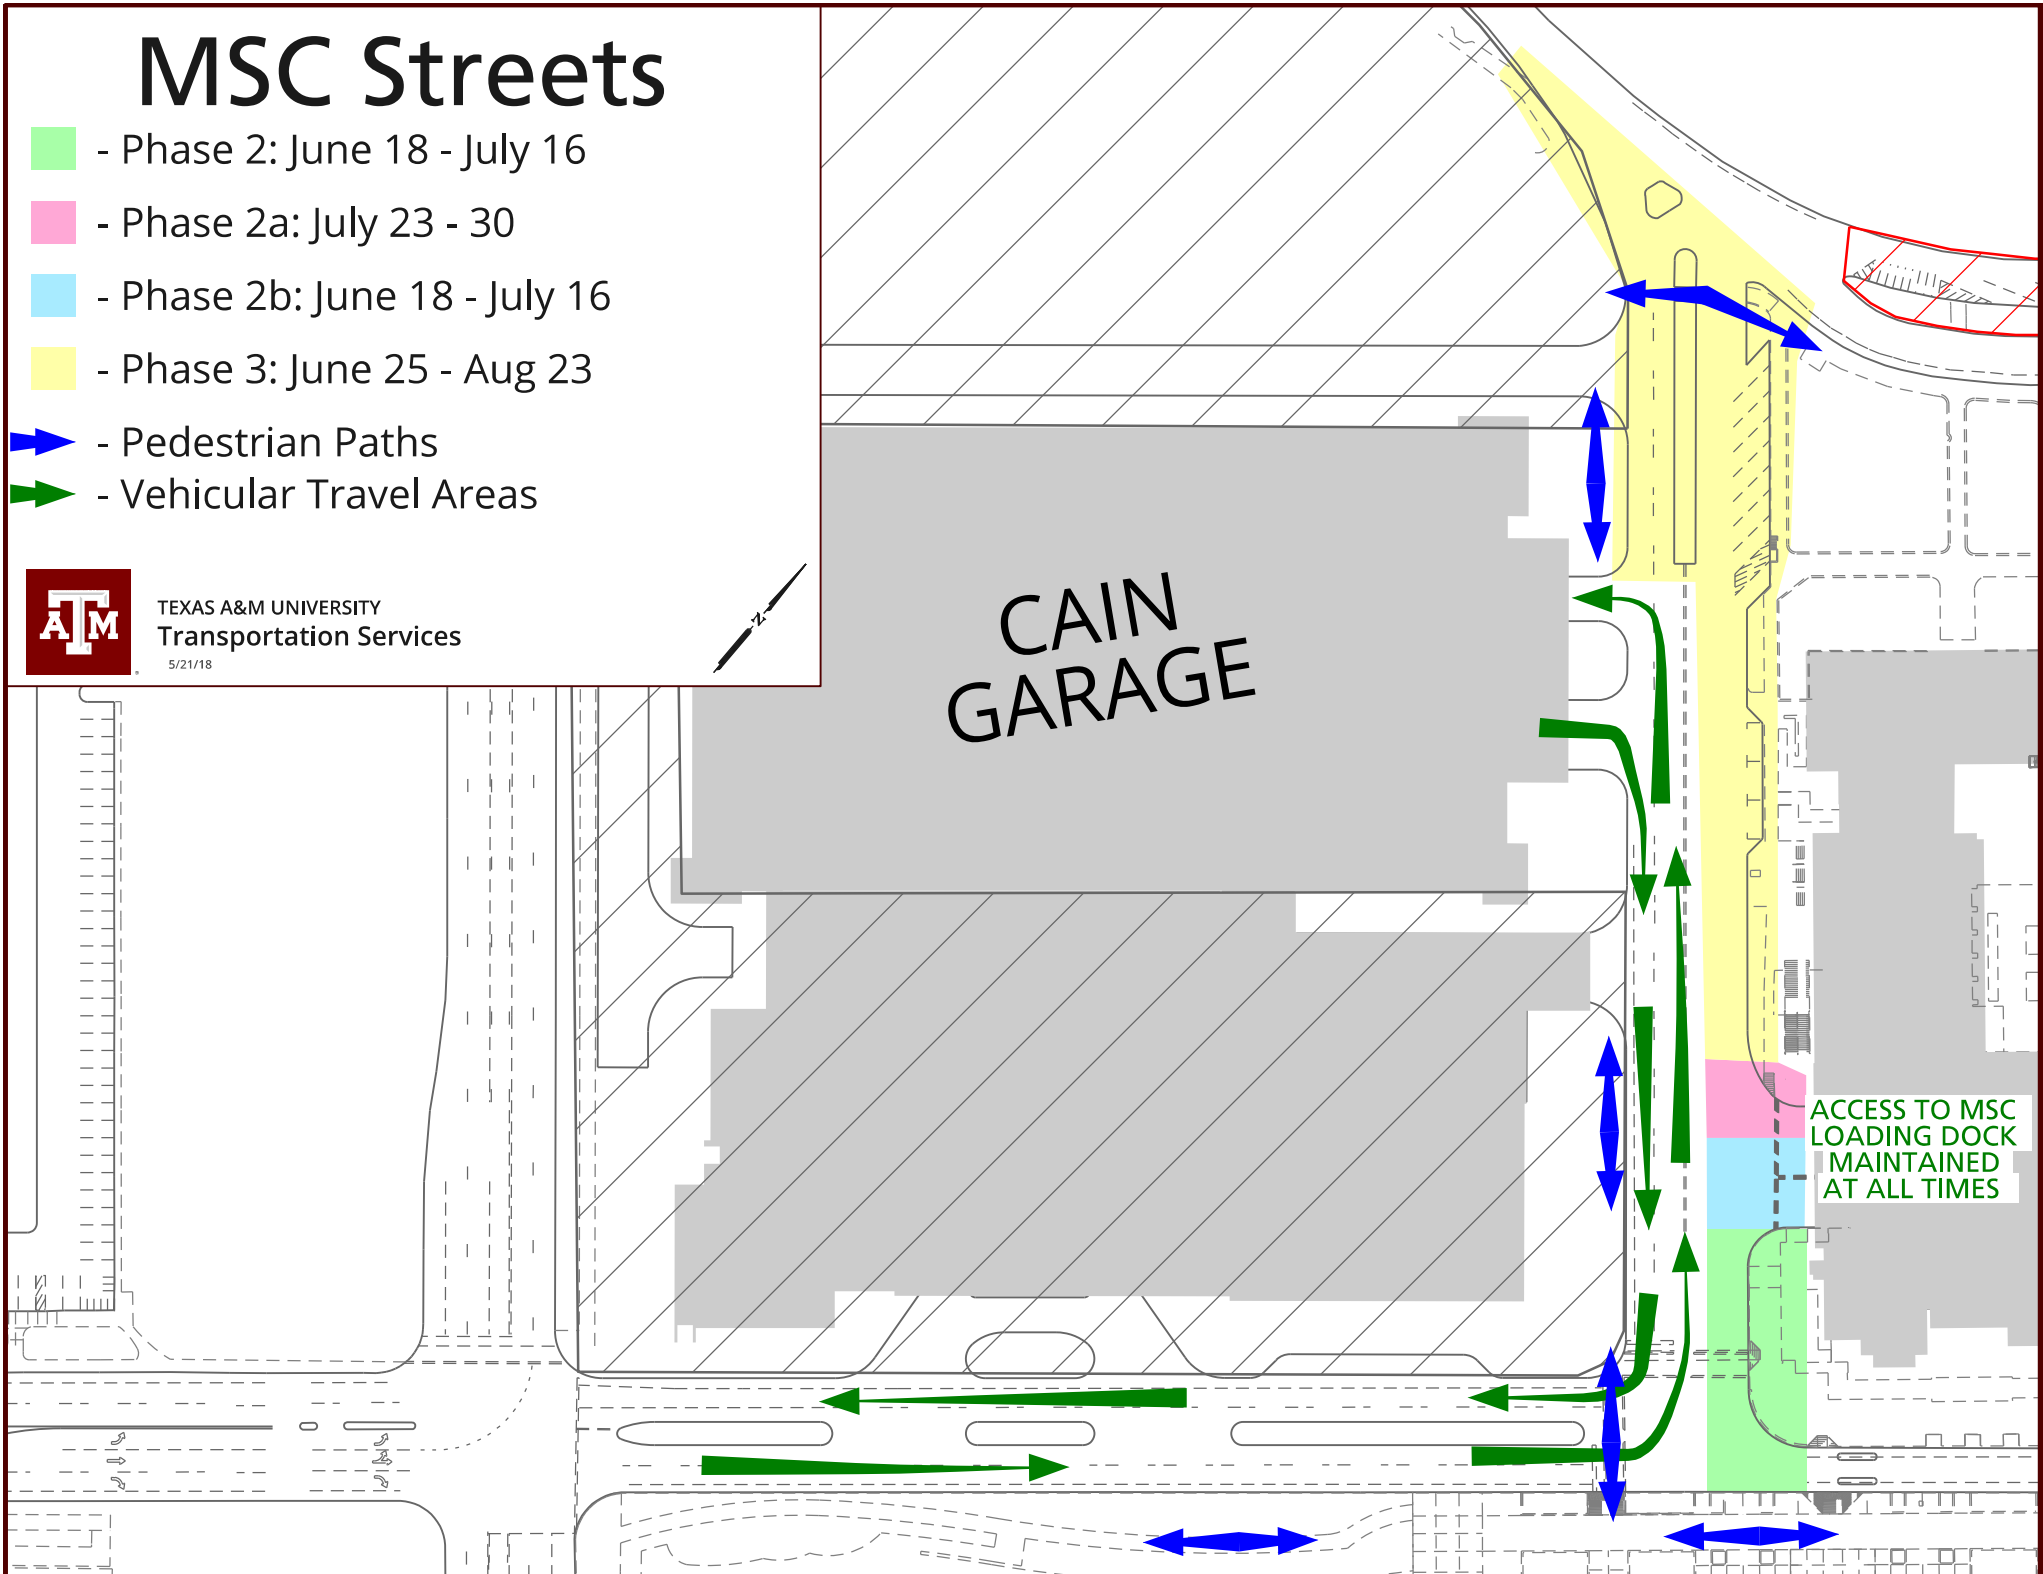 MSC Streets
- Phase 2: June 18 - July 16
- Phase 2a: July 23 - 30
- Phase 2b: June 18 - July 16
- Phase 3: June 25 - Aug 23
- Pedestrian Paths
- Vehicular Travel Areas
ATM
TEXAS A&M UNIVERSITY
Transportation Services
5/21/18
N
CAIN
GARAGE
ACCESS TO MSC
LOADING DOCK
MAINTAINED
AT ALL TIMES